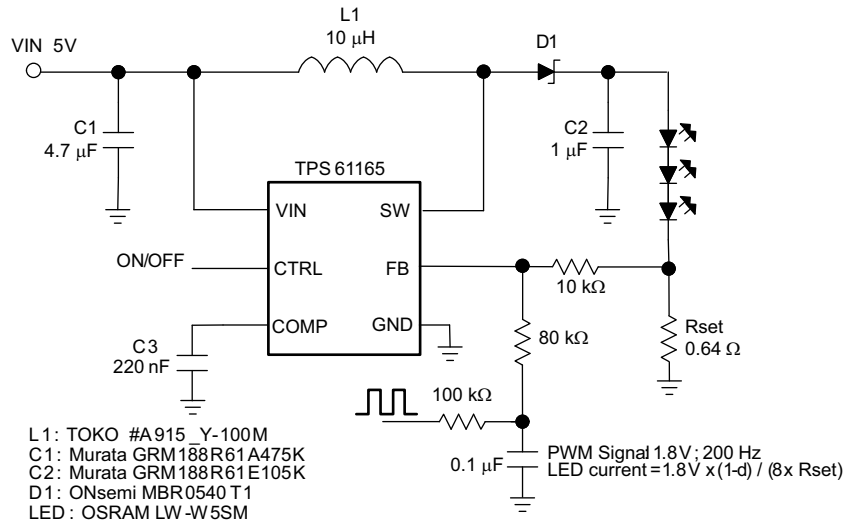 L1
10 μH
VIN 5V
D1
C1
4.7 μF
C2
1 μF
TPS 61165
VIN
SW
ON/OFF
CTRL
FB
10 kΩ
COMP
GND
C3
220 nF
80 kΩ
Rset
0.64 Ω
100 kΩ
0.1 μF
PWM Signal 1.8V; 200 Hz
LED current = 1.8V x (1-d) / (8x Rset)
L1: TOKO #A915_Y-100M
C1: Murata GRM188R61A475K
C2: Murata GRM188R61E105K
D1: ONsemi MBR0540T1
LED: OSRAM LW-W5SM